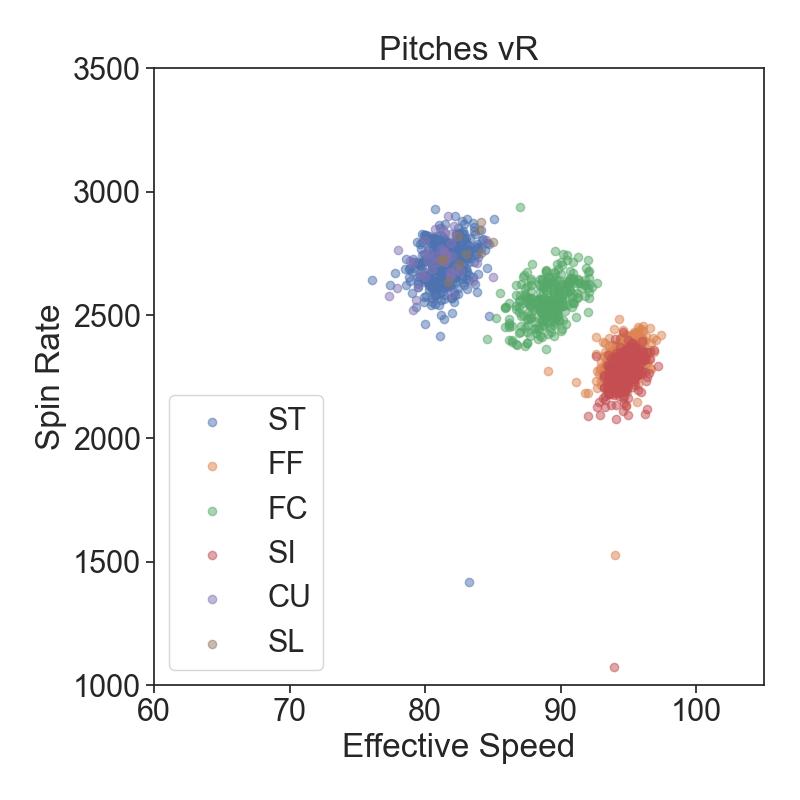 Pitches vR
3500
3000
2500
2000
1500
1000
Spin Rate
ST
FF
FC
SI
CU
SL
60 70 80 90 100
Effective Speed